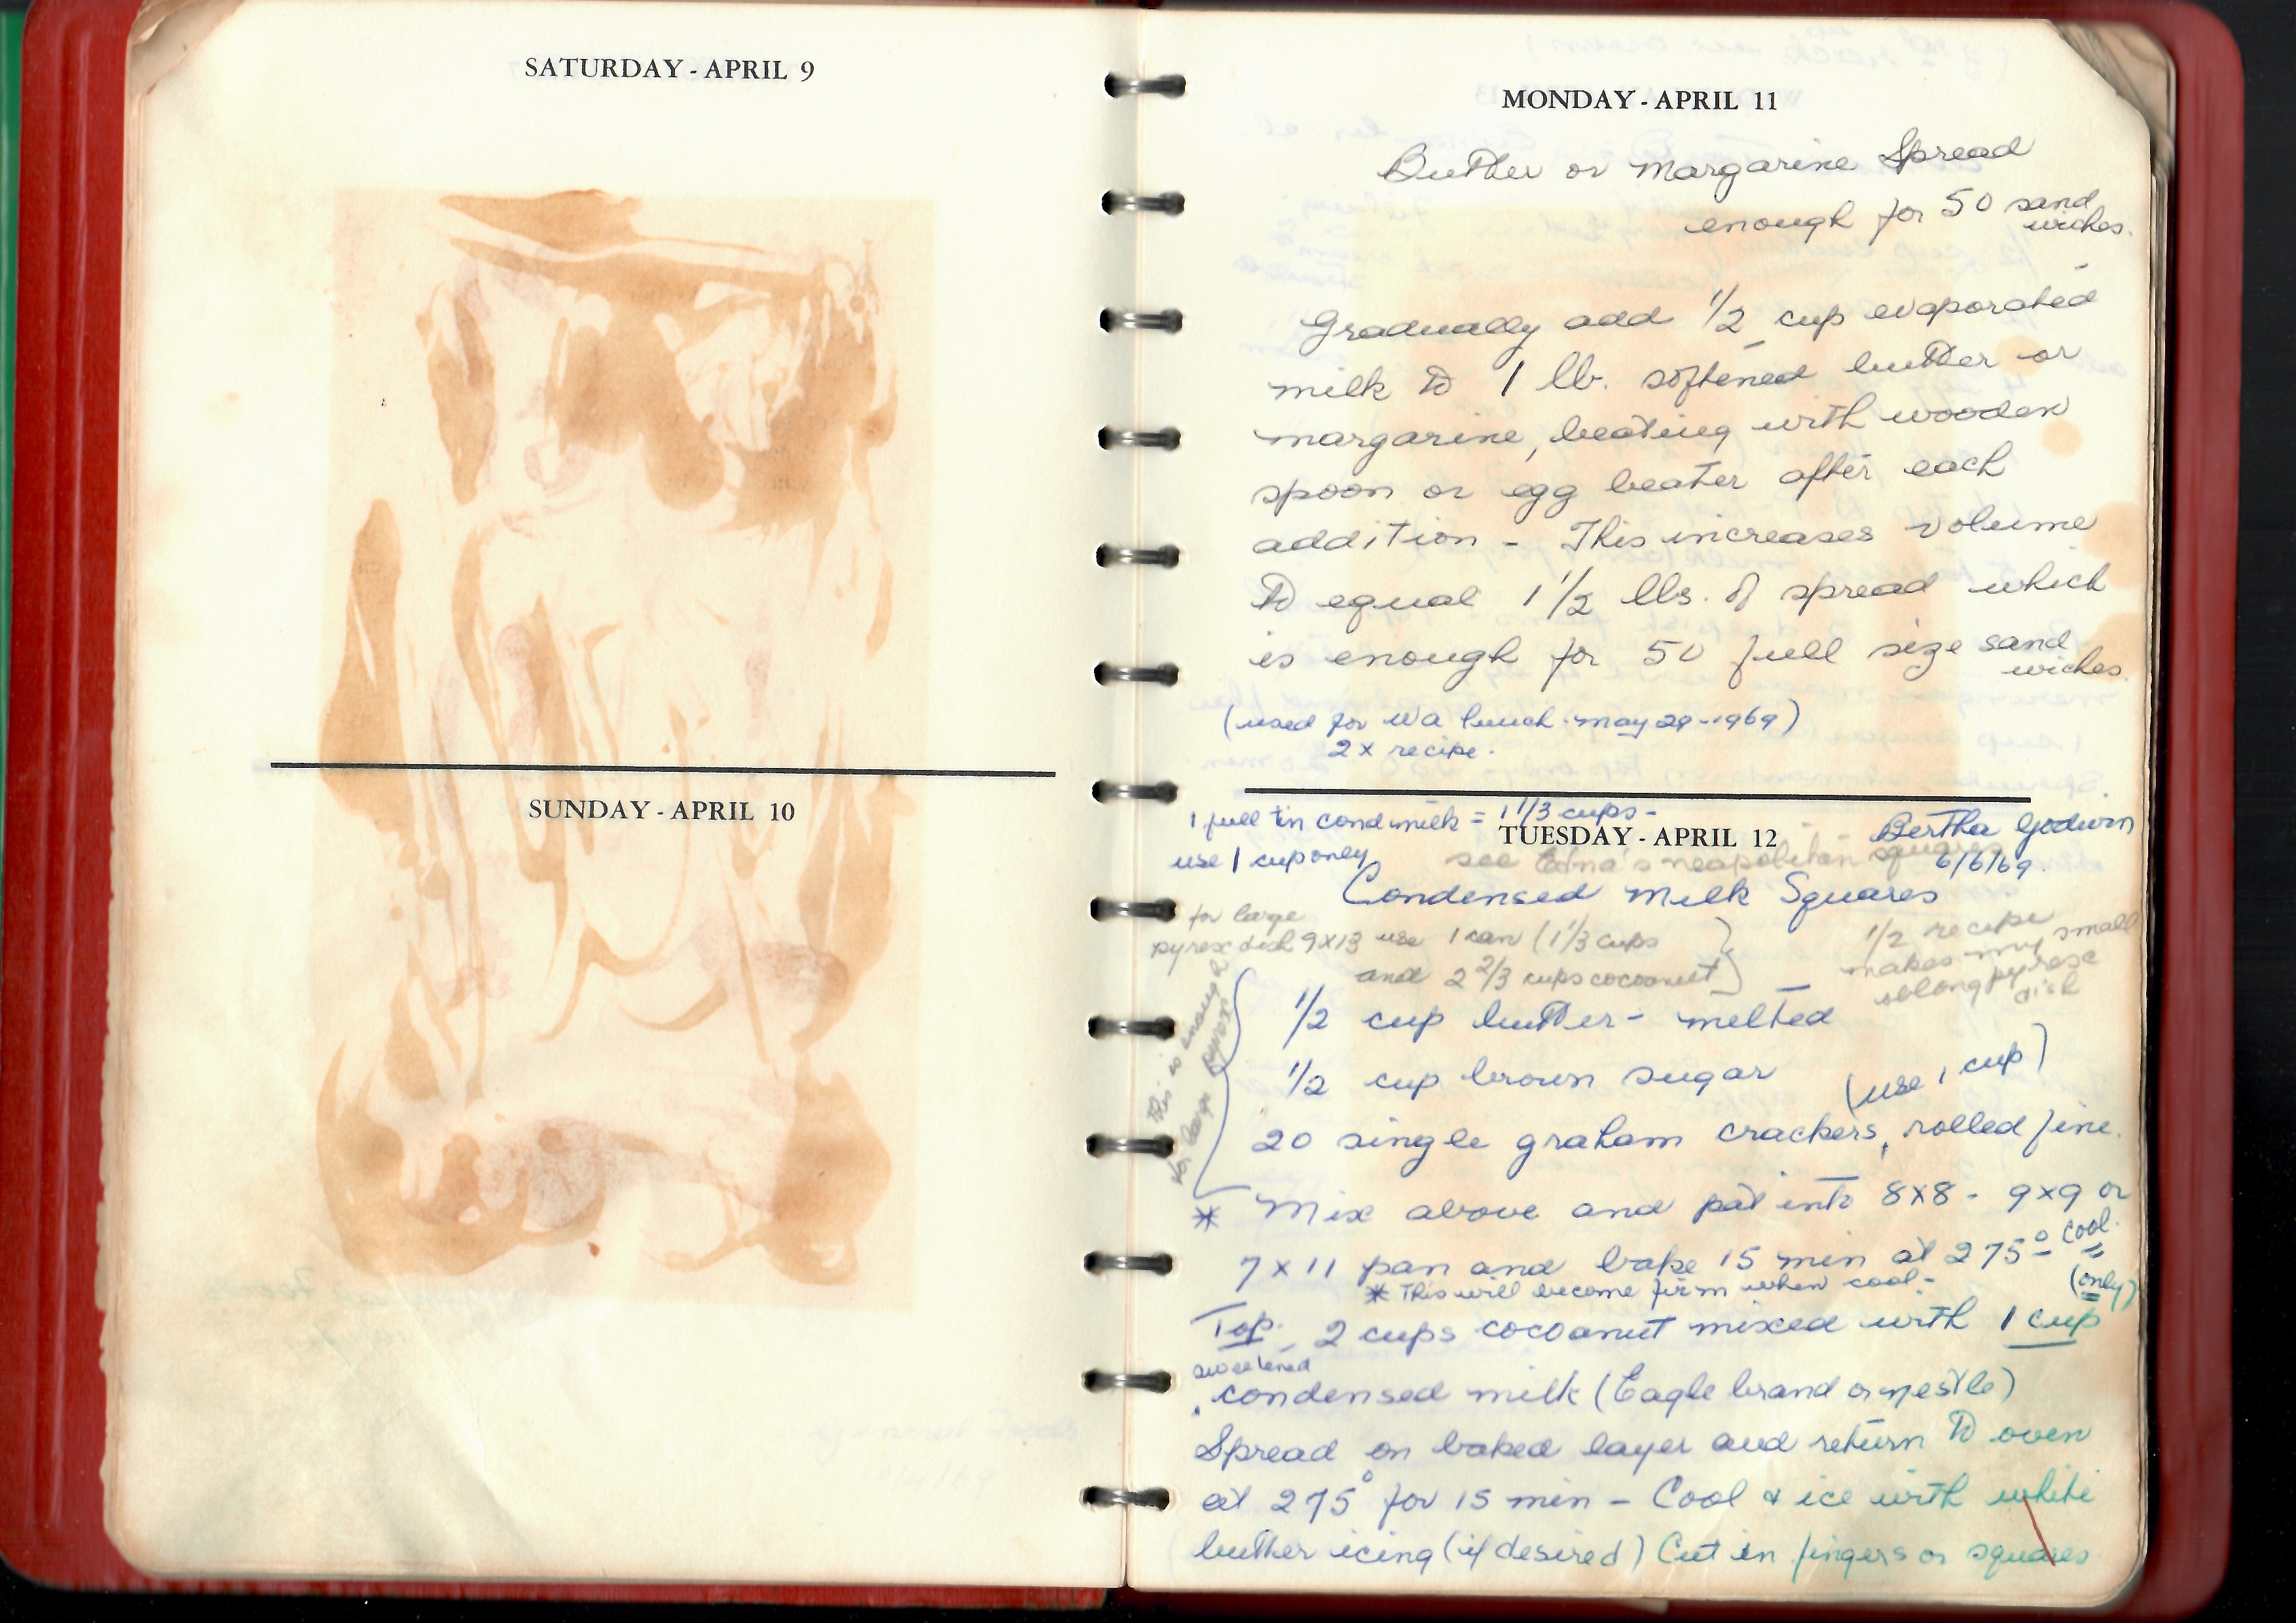 SATURDAY - APRIL 9
SUNDAY - APRIL 10
MONDAY - APRIL 11
Butter or Margarine Spread
enough for 50 sand
wiches.
Gradually add 1/2 cup evaporated
milk to 1 lb. softened butter or
margarine, beating with wooden
spoon or egg beater after each
addition - This increases volume
to equal 1 1/2 lbs. of spread which
is enough for 50 full size sand
wiches.
(used for WA lunch - May 29 - 1969)
2 x recipe.
1 full tin cond milk = 1 1/3 cups -
TUESDAY - APRIL 12
Bertha Godwin
use 1 cup only
see Edna's neapolitan squares
6/6/69.
Condensed Milk Squares
for large
pyrex dish 9x13 use 1 can (1 1/3 cups
and 2 2/3 cups cocoanut)
1/2 recipe
makes my small
oblong pyrex
dish
This is enough
for large pyrex
1/2 cup butter - melted
1/2 cup brown sugar
(use 1 cup)
20 single graham crackers, rolled fine.
* Mix above and pat into 8x8 - 9x9 or
7 x 11 pan and bake 15 min at 275° cool.
* This will become firm when cool -
(only)
Top - 2 cups cocoanut mixed with 1 cup
sweetened
condensed milk (Eagle brand or nestle)
Spread on baked layer and return to oven
at 275° for 15 min - Cool & ice with white
butter icing (if desired) Cut in fingers or squares